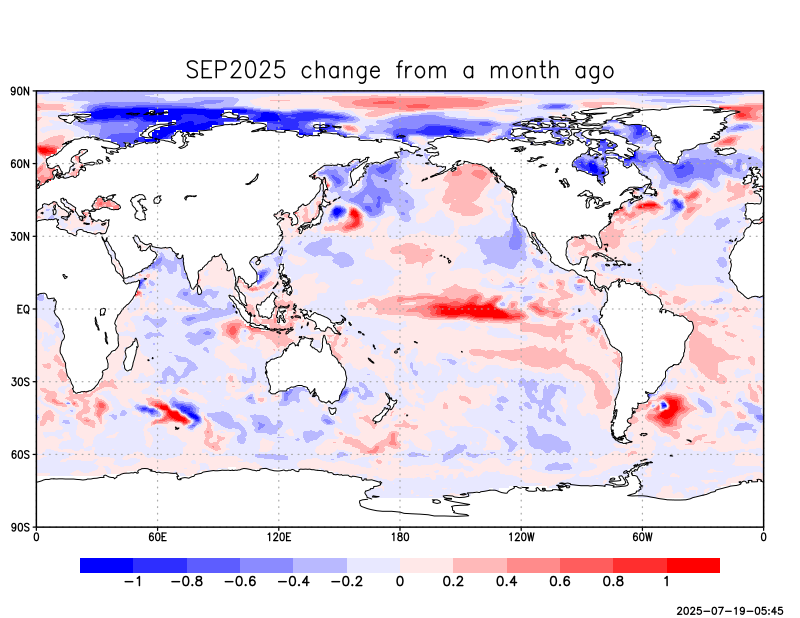 SEP2025 change from a month ago
90N
60N
30N
EQ
30S
60S
90S
0 60E 120E 180 120W 60W 0
-1 -0.8 -0.6 -0.4 -0.2 0 0.2 0.4 0.6 0.8 1
2025-07-19-05:45